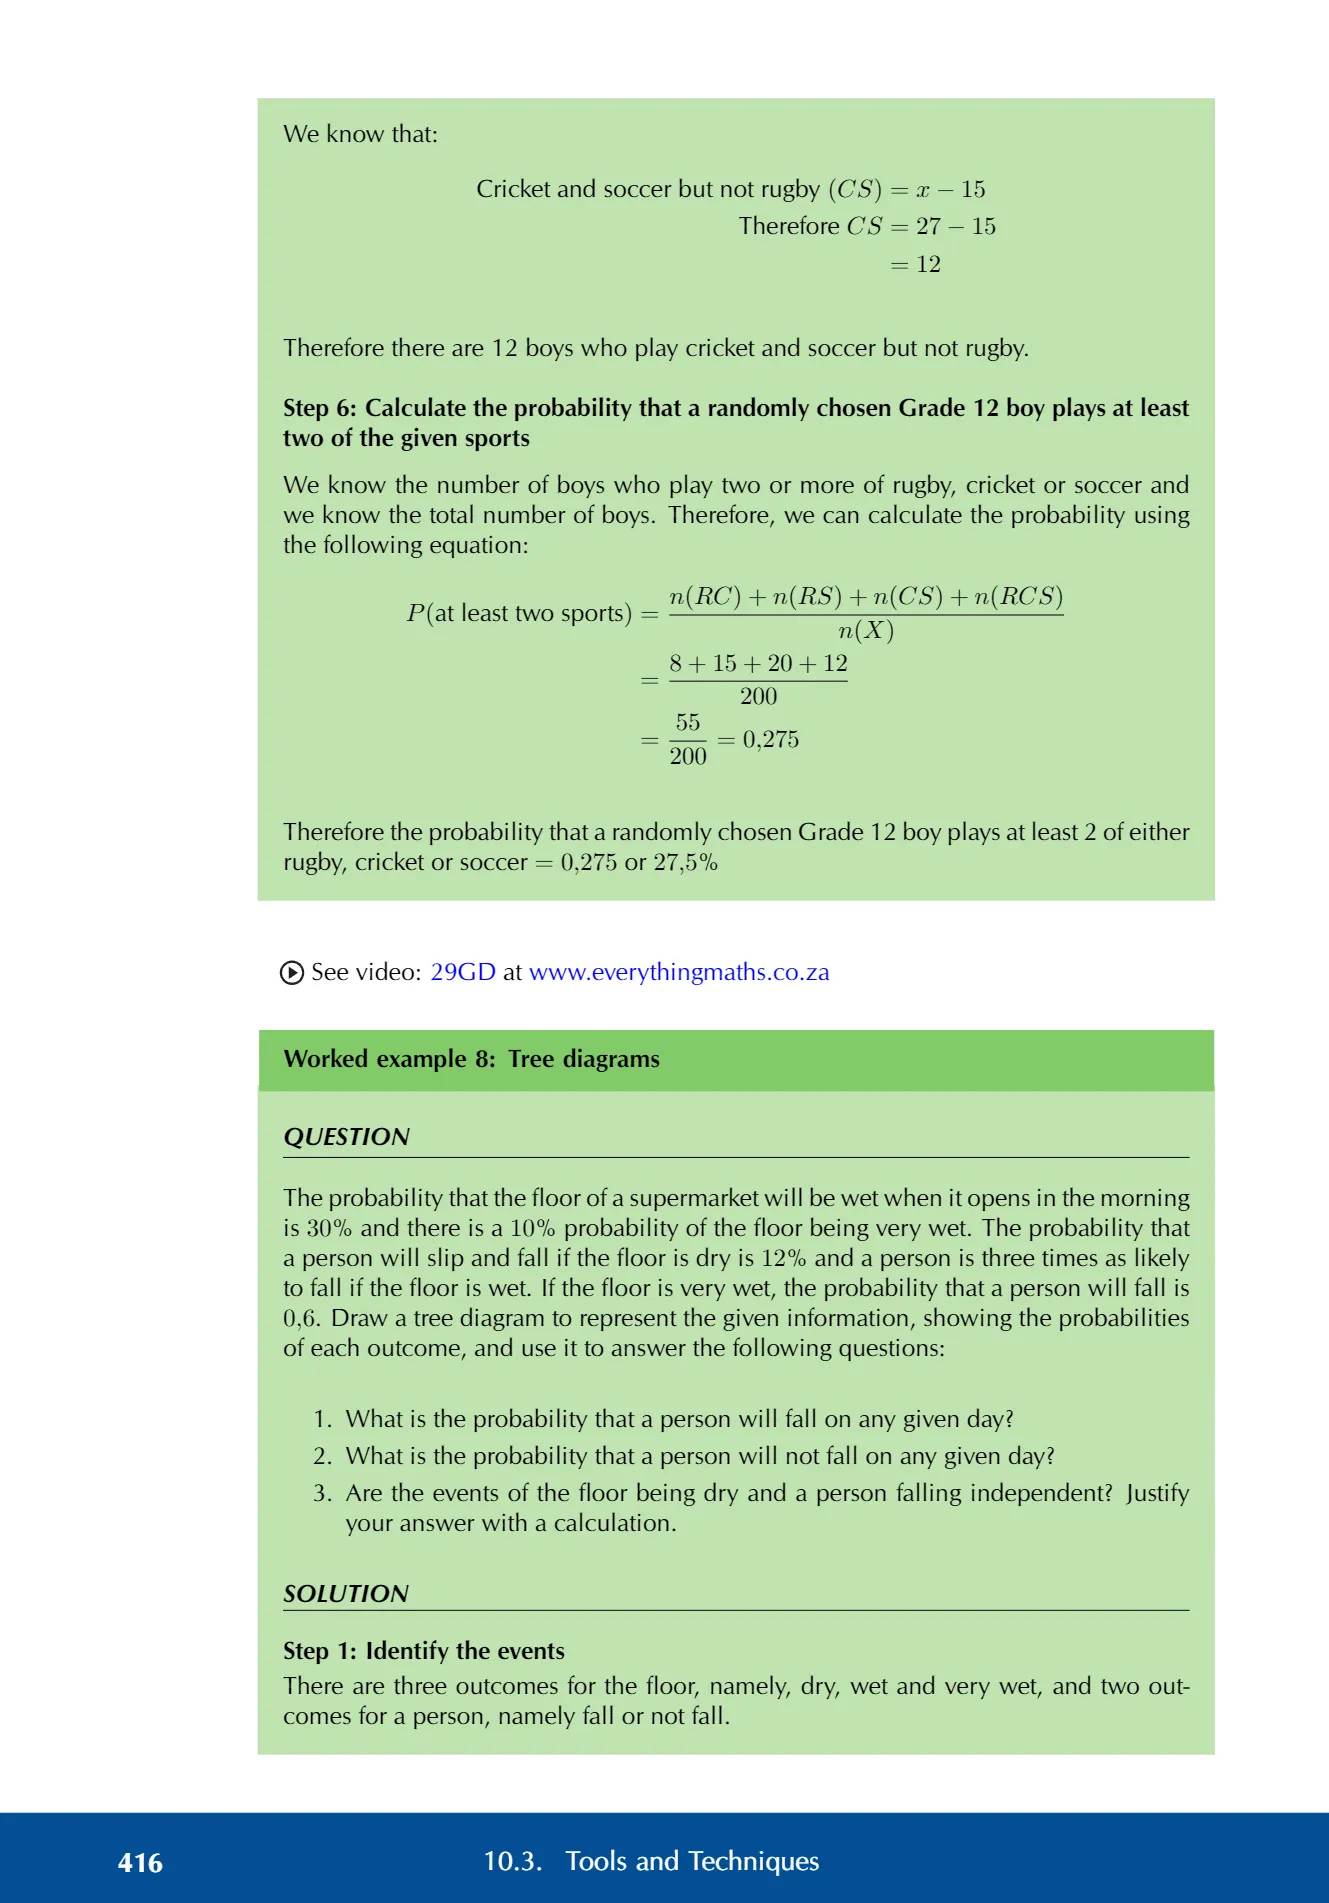 We know that:
Cricket and soccer but not rugby (CS) = x − 15
Therefore CS = 27 − 15
= 12
Therefore there are 12 boys who play cricket and soccer but not rugby.
Step 6: Calculate the probability that a randomly chosen Grade 12 boy plays at least
two of the given sports
We know the number of boys who play two or more of rugby, cricket or soccer and
we know the total number of boys. Therefore, we can calculate the probability using
the following equation:
P(at least two sports) = n(RC) + n(RS) + n(CS) + n(RCS) / n(X)
= 8 + 15 + 20 + 12 / 200
= 55 / 200 = 0,275
Therefore the probability that a randomly chosen Grade 12 boy plays at least 2 of either
rugby, cricket or soccer = 0,275 or 27,5%
See video: 29GD at www.everythingmaths.co.za
Worked example 8: Tree diagrams
QUESTION
The probability that the floor of a supermarket will be wet when it opens in the morning
is 30% and there is a 10% probability of the floor being very wet. The probability that
a person will slip and fall if the floor is dry is 12% and a person is three times as likely
to fall if the floor is wet. If the floor is very wet, the probability that a person will fall is
0,6. Draw a tree diagram to represent the given information, showing the probabilities
of each outcome, and use it to answer the following questions:
1. What is the probability that a person will fall on any given day?
2. What is the probability that a person will not fall on any given day?
3. Are the events of the floor being dry and a person falling independent? Justify
your answer with a calculation.
SOLUTION
Step 1: Identify the events
There are three outcomes for the floor, namely, dry, wet and very wet, and two out-
comes for a person, namely fall or not fall.
416 10.3. Tools and Techniques